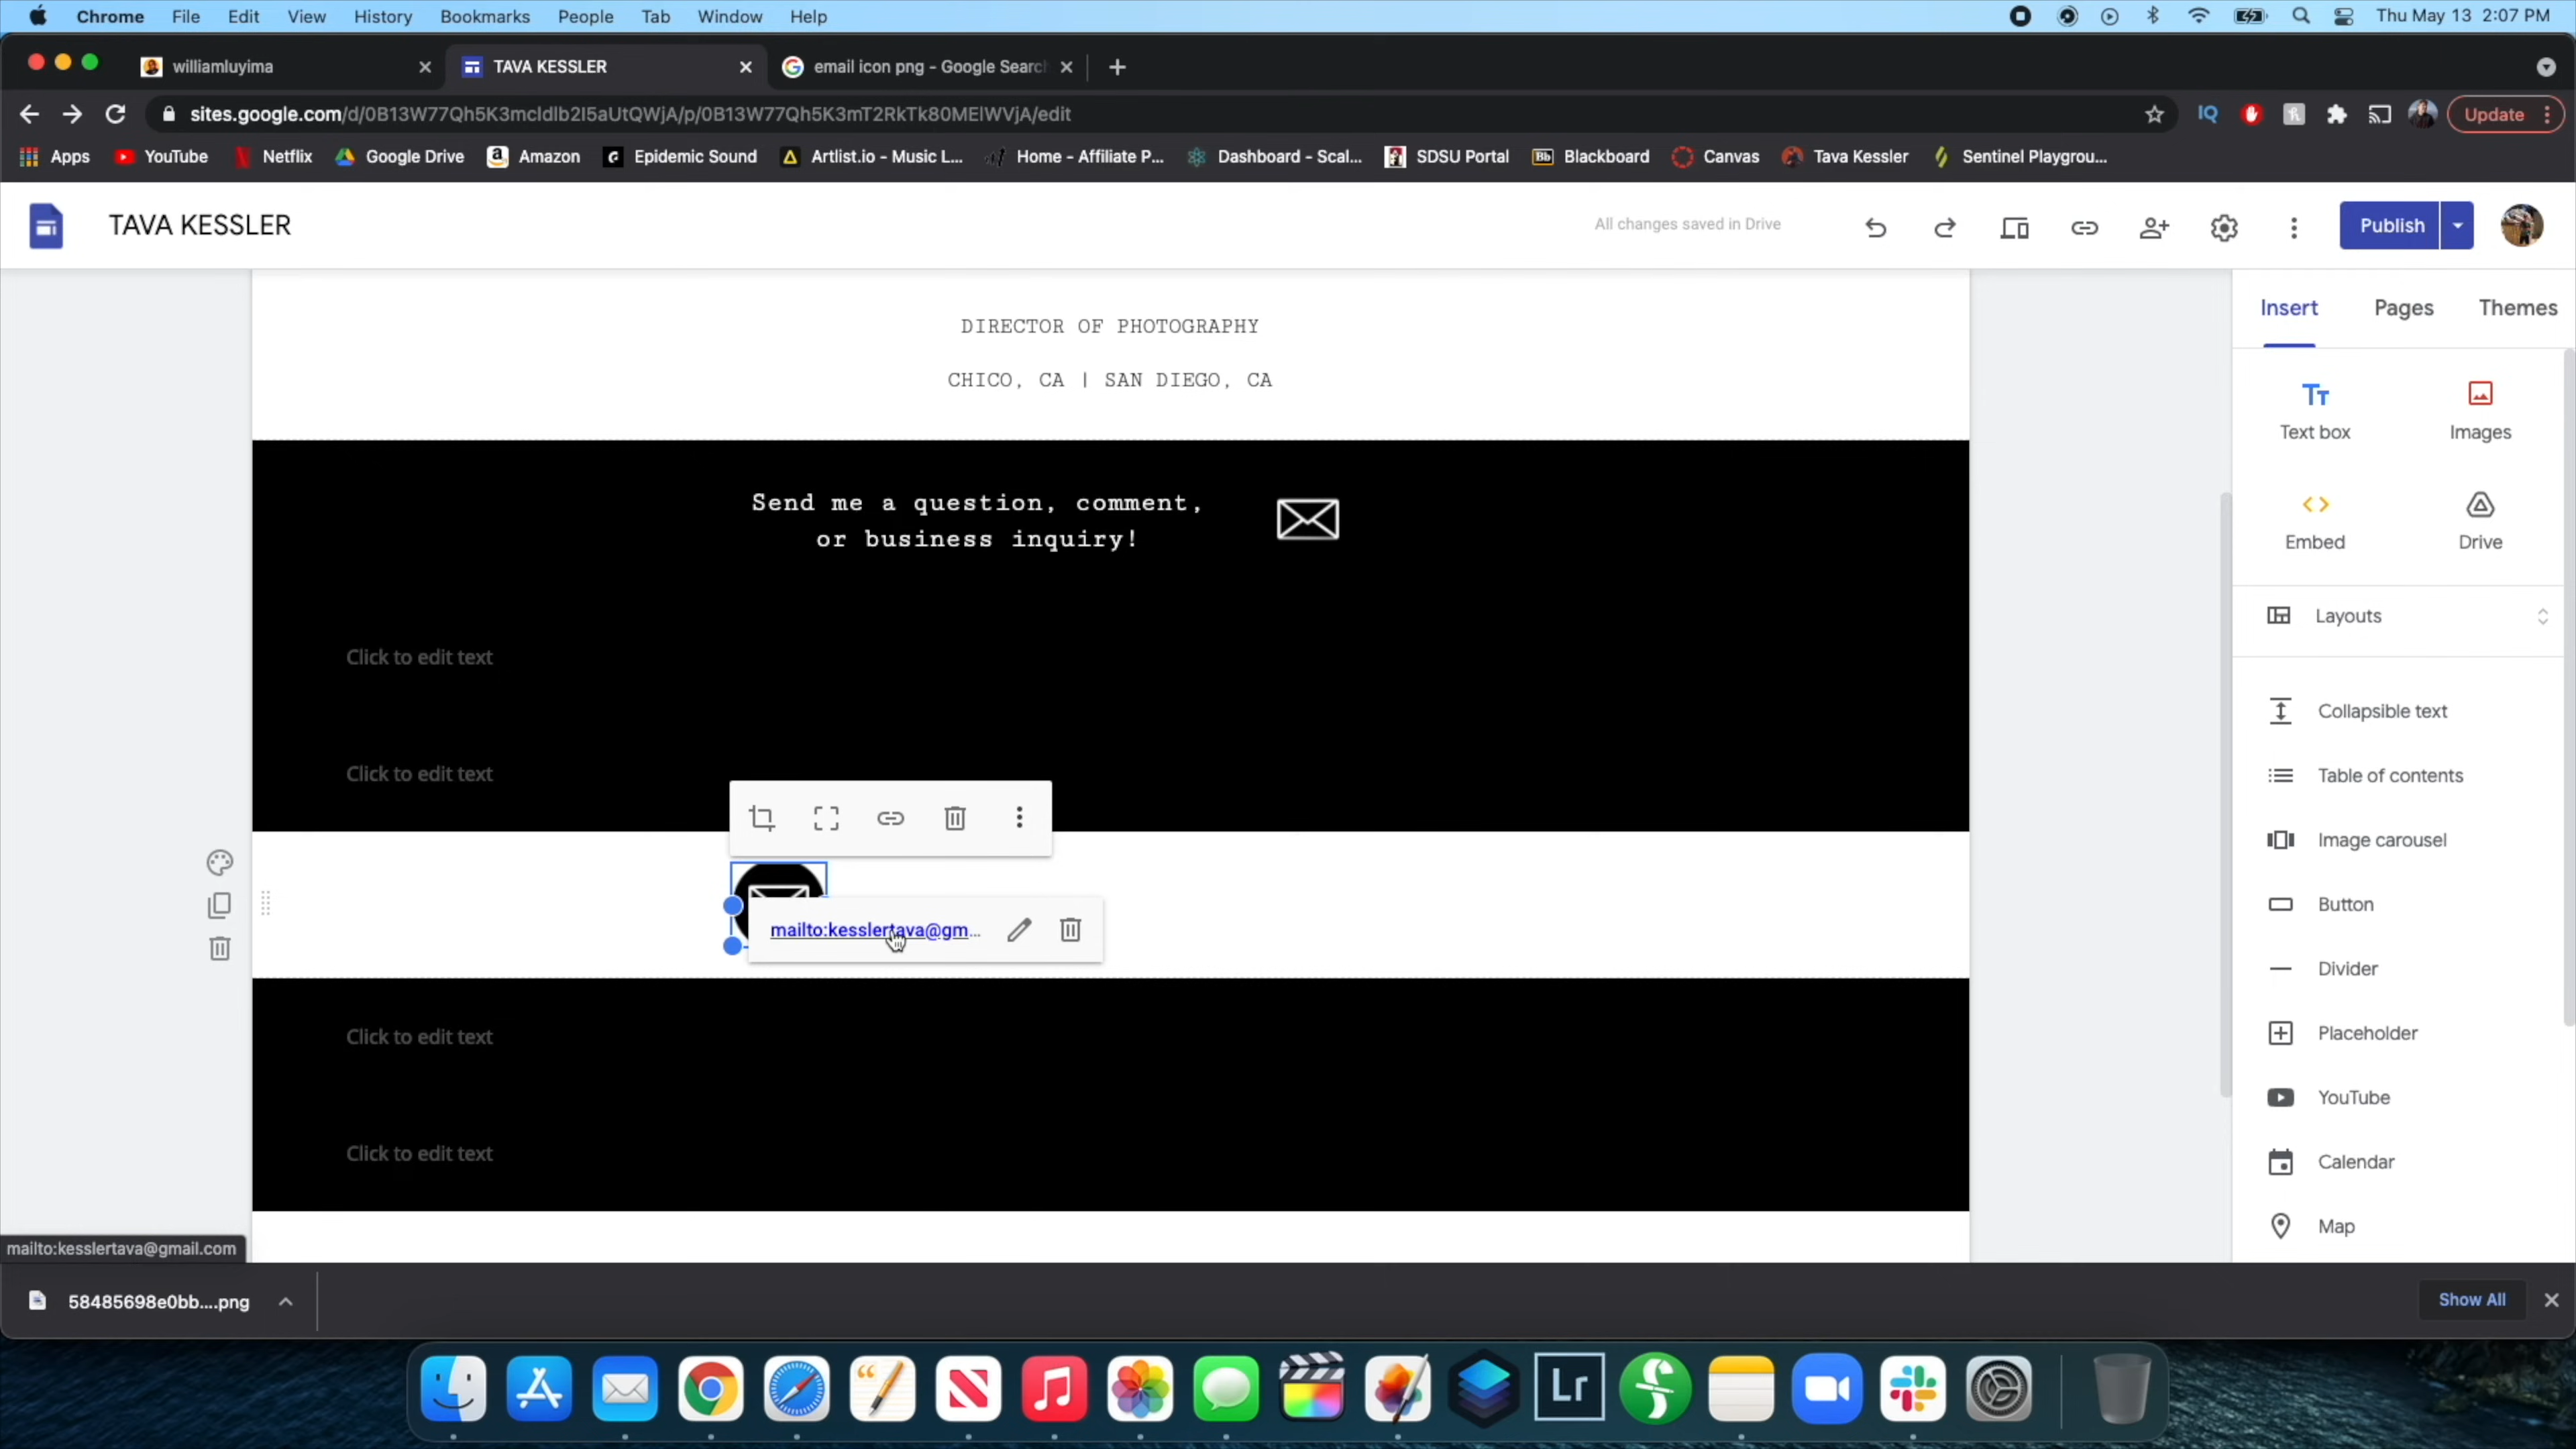 Chrome File Edit View History Bookmarks People Tab Window Help Thu May 13 2:07 PM
williamluyima TAVA KESSLER email icon png - Google Search
sites.google.com/d/0B13W77Qh5K3mcldlb2I5aUtQWjA/p/0B13W77Qh5K3mT2RkTk80MElWVjA/edit IQ Update
Apps YouTube Netflix Google Drive Amazon Epidemic Sound Artlist.io - Music L... Home - Affiliate P... Dashboard - Scal... SDSU Portal Bb Blackboard Canvas Tava Kessler Sentinel Playgrou...
TAVA KESSLER All changes saved in Drive Publish
Insert Pages Themes
DIRECTOR OF PHOTOGRAPHY
CHICO, CA | SAN DIEGO, CA
Tt
Text box Images
Embed Drive
Send me a question, comment,
or business inquiry!
Layouts
Click to edit text
Collapsible text
Click to edit text
Table of contents
Image carousel
mailto:kesslertava@gm...
Button
Divider
Click to edit text
Placeholder
YouTube
Click to edit text
Calendar
Map
mailto:kesslertava@gmail.com
58485698e0bb....png Show All
Lr